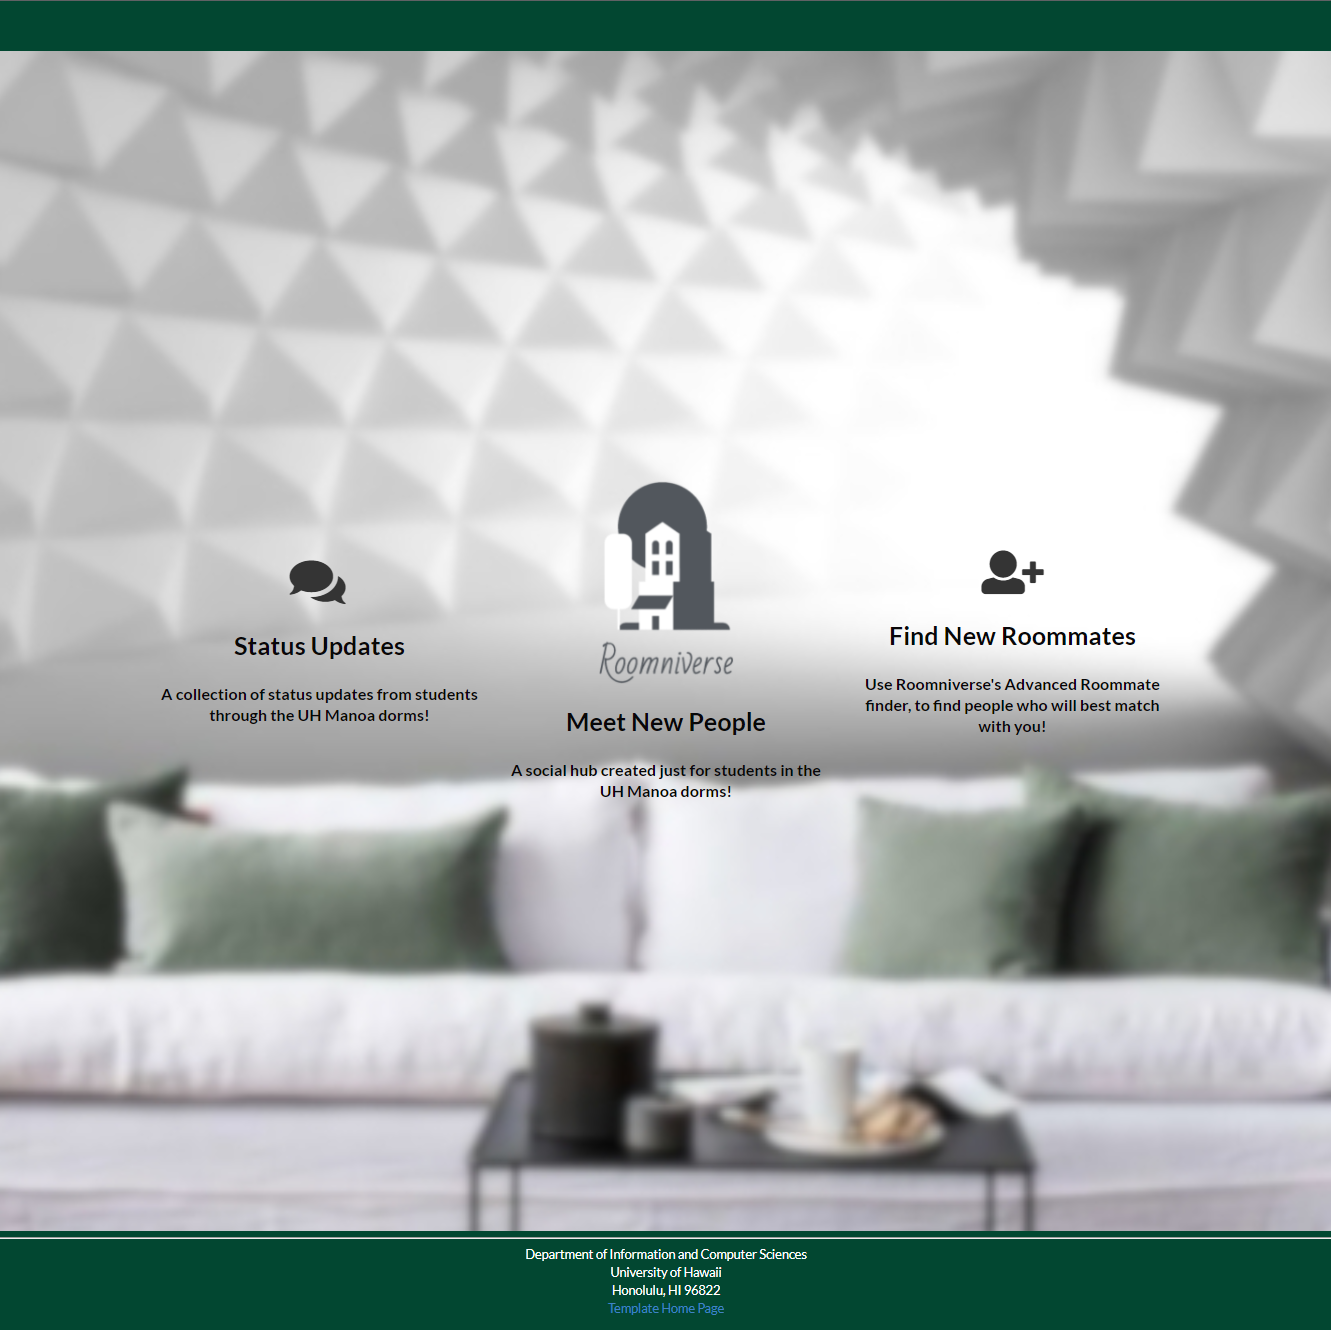 Status Updates
A collection of status updates from students
through the UH Manoa dorms!
Roomniverse
Meet New People
A social hub created just for students in the
UH Manoa dorms!
Find New Roommates
Use Roomniverse's Advanced Roommate
finder, to find people who will best match
with you!
Department of Information and Computer Sciences
University of Hawaii
Honolulu, HI 96822
Template Home Page